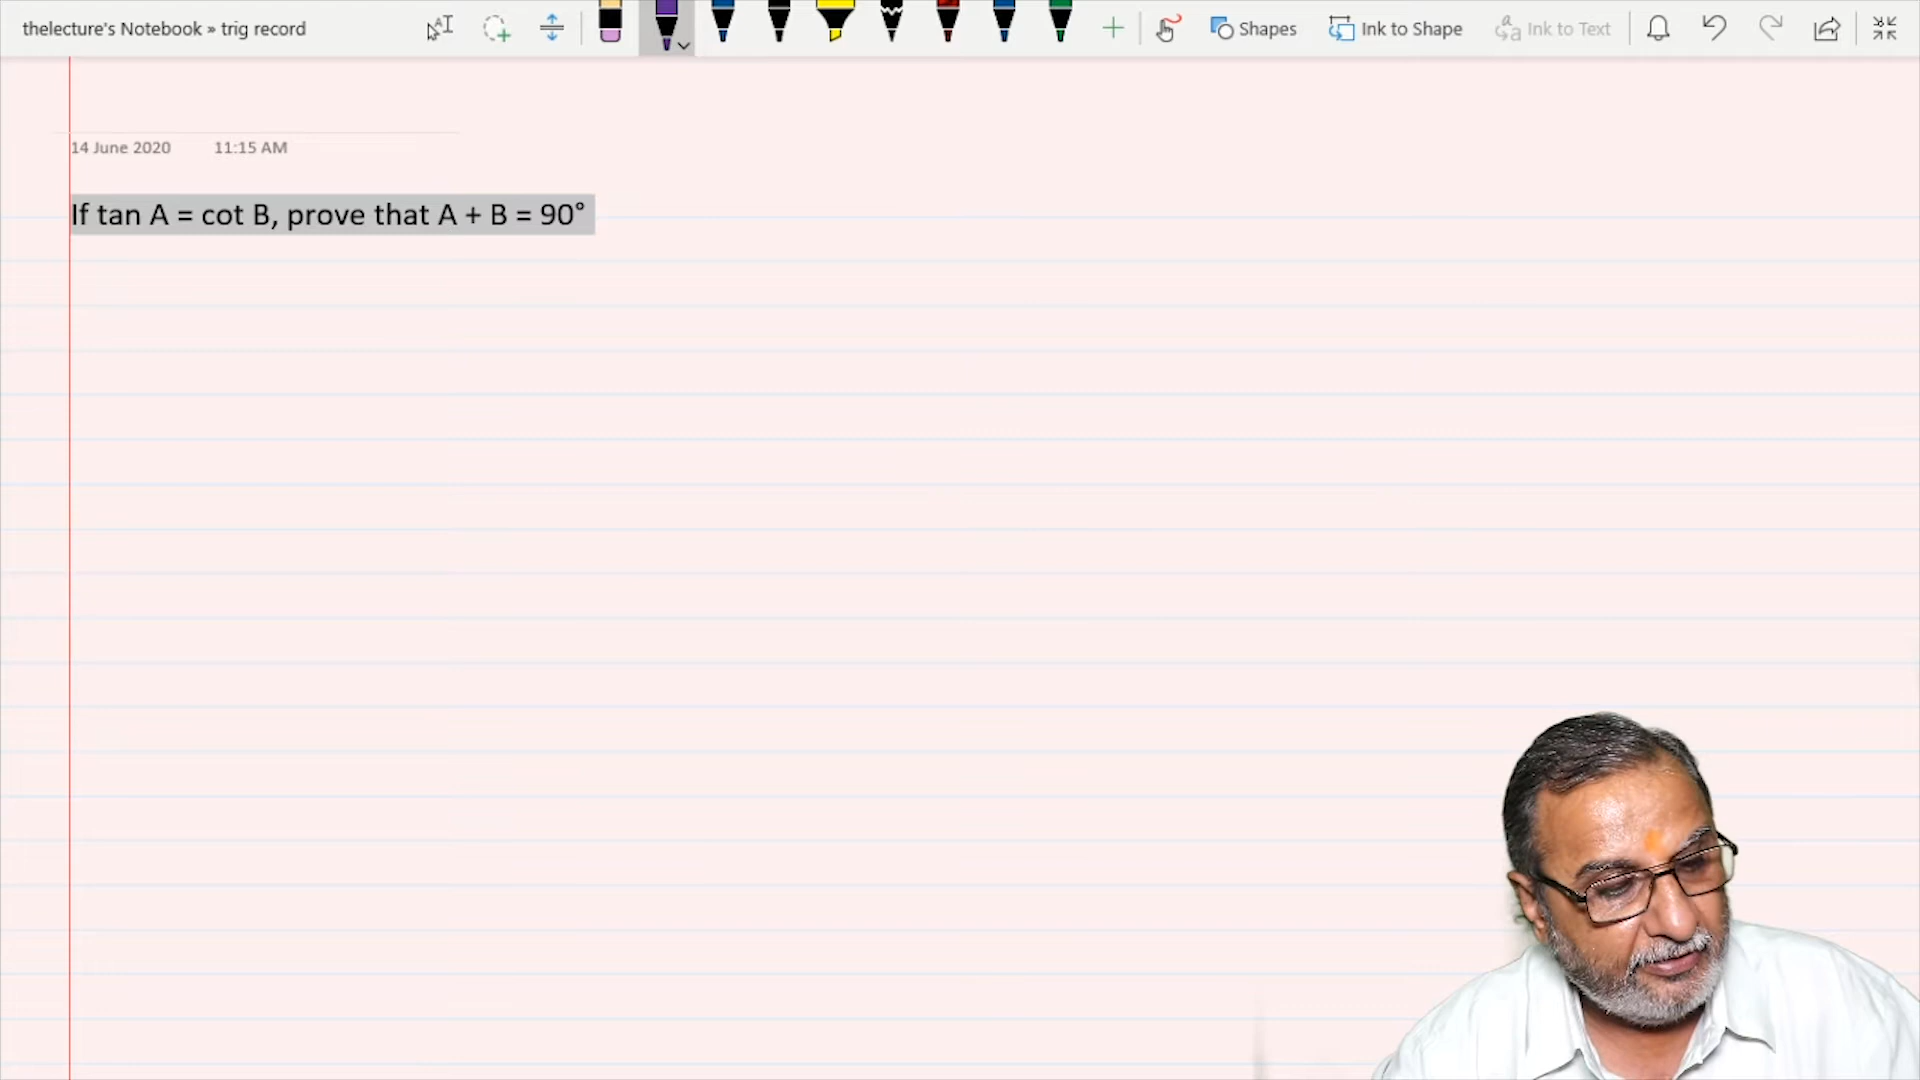 thelecture's Notebook » trig record
Shapes
Ink to Shape
Ink to Text
14 June 2020 11:15 AM
If tan A = cot B, prove that A + B = 90°